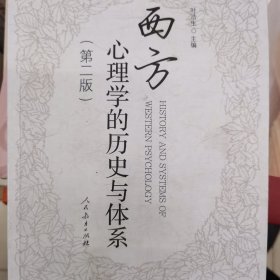 叶浩生 主编
西方
心理学的历史与体系
（第二版）
HISTORY AND SYSTEMS OF
WESTERN PSYCHOLOGY
人民教育出版社